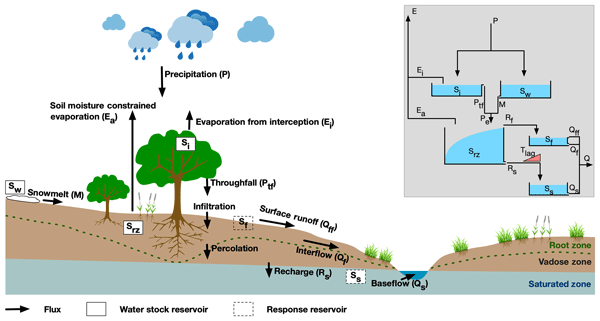 Precipitation (P)
Soil moisture constrained
evaporation (Ea)
Evaporation from interception (Ei)
Si
Throughfall (Ptf)
Sw
Snowmelt (M)
Srz
Infiltration
Sf
Surface runoff (Qff)
Percolation
Interflow (Qf)
Recharge (Rs)
Ss
Baseflow (Qs)
Root zone
Vadose zone
Saturated zone
Flux
Water stock reservoir
Response reservoir
E
P
Ei
Si
Sw
Ptf
M
Pe
Ea
Rf
Qff
Sf
Qf
Srz
Tlag
Q
Rs
Ss
Qs